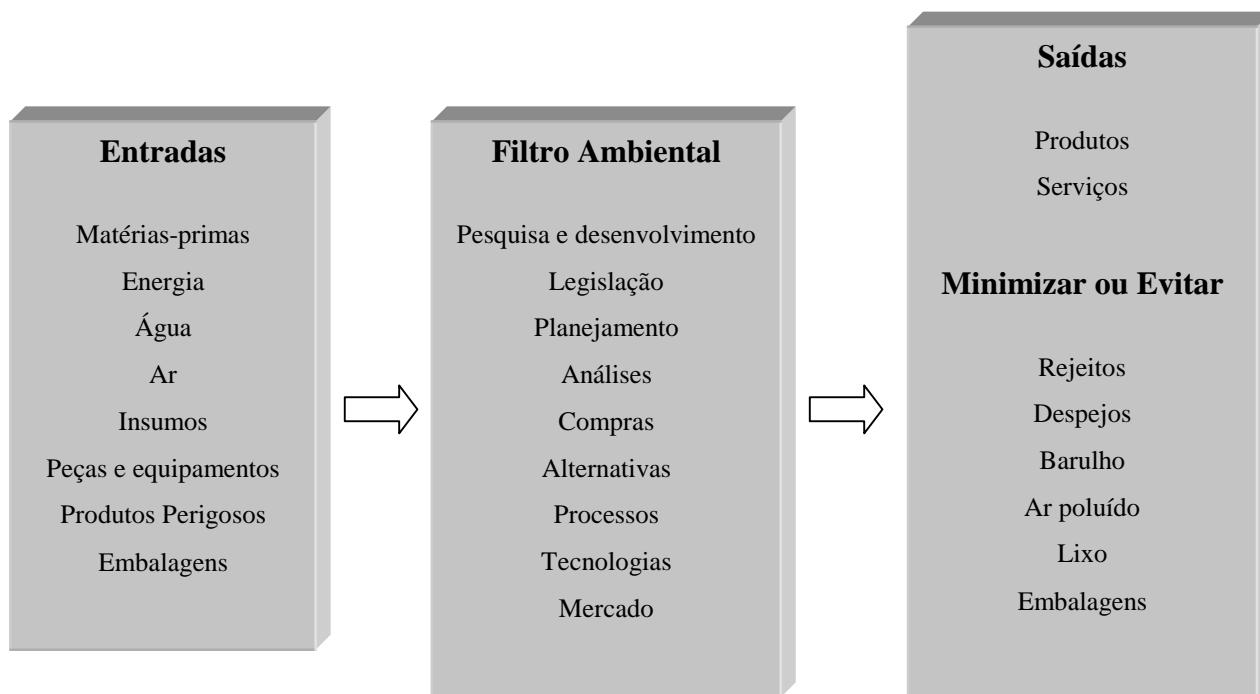 Entradas
Matérias-primas
Energia
Água
Ar
Insumos
Peças e equipamentos
Produtos Perigosos
Embalagens
Filtro Ambiental
Pesquisa e desenvolvimento
Legislação
Planejamento
Análises
Compras
Alternativas
Processos
Tecnologias
Mercado
Saídas
Produtos
Serviços
Minimizar ou Evitar
Rejeitos
Despejos
Barulho
Ar poluído
Lixo
Embalagens